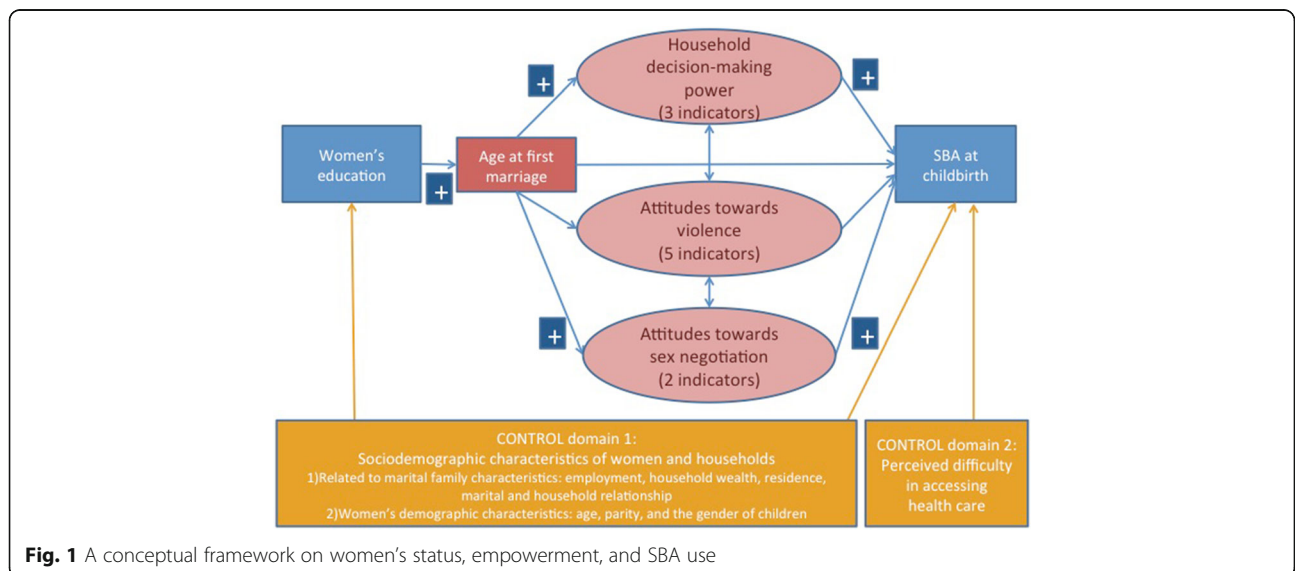 Household
decision-making
power
(3 indicators)
+
+
Women's
education
+
Age at first
marriage
SBA at
childbirth
Attitudes towards
violence
(5 indicators)
+
+
Attitudes towards
sex negotiation
(2 indicators)
CONTROL domain 1:
Sociodemographic characteristics of women and households
1)Related to marital family characteristics: employment, household wealth, residence,
marital and household relationship
2)Women's demographic characteristics: age, parity, and the gender of children
CONTROL domain 2:
Perceived difficulty
in accessing
health care
Fig. 1 A conceptual framework on women's status, empowerment, and SBA use